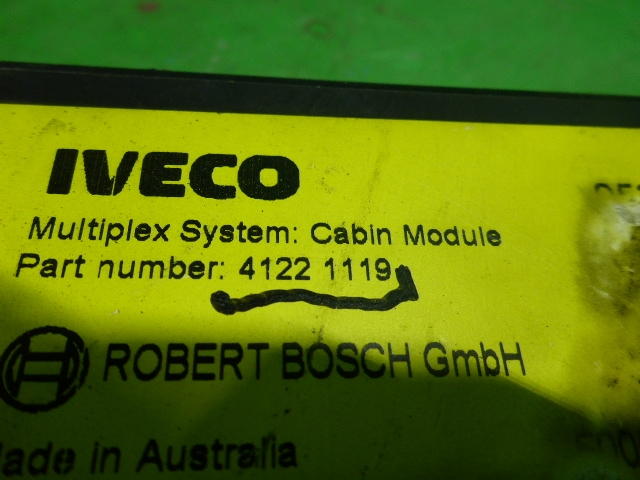 IVECO
Multiplex System: Cabin Module
Part number: 4122 1119
ROBERT BOSCH GmbH
Made in Australia